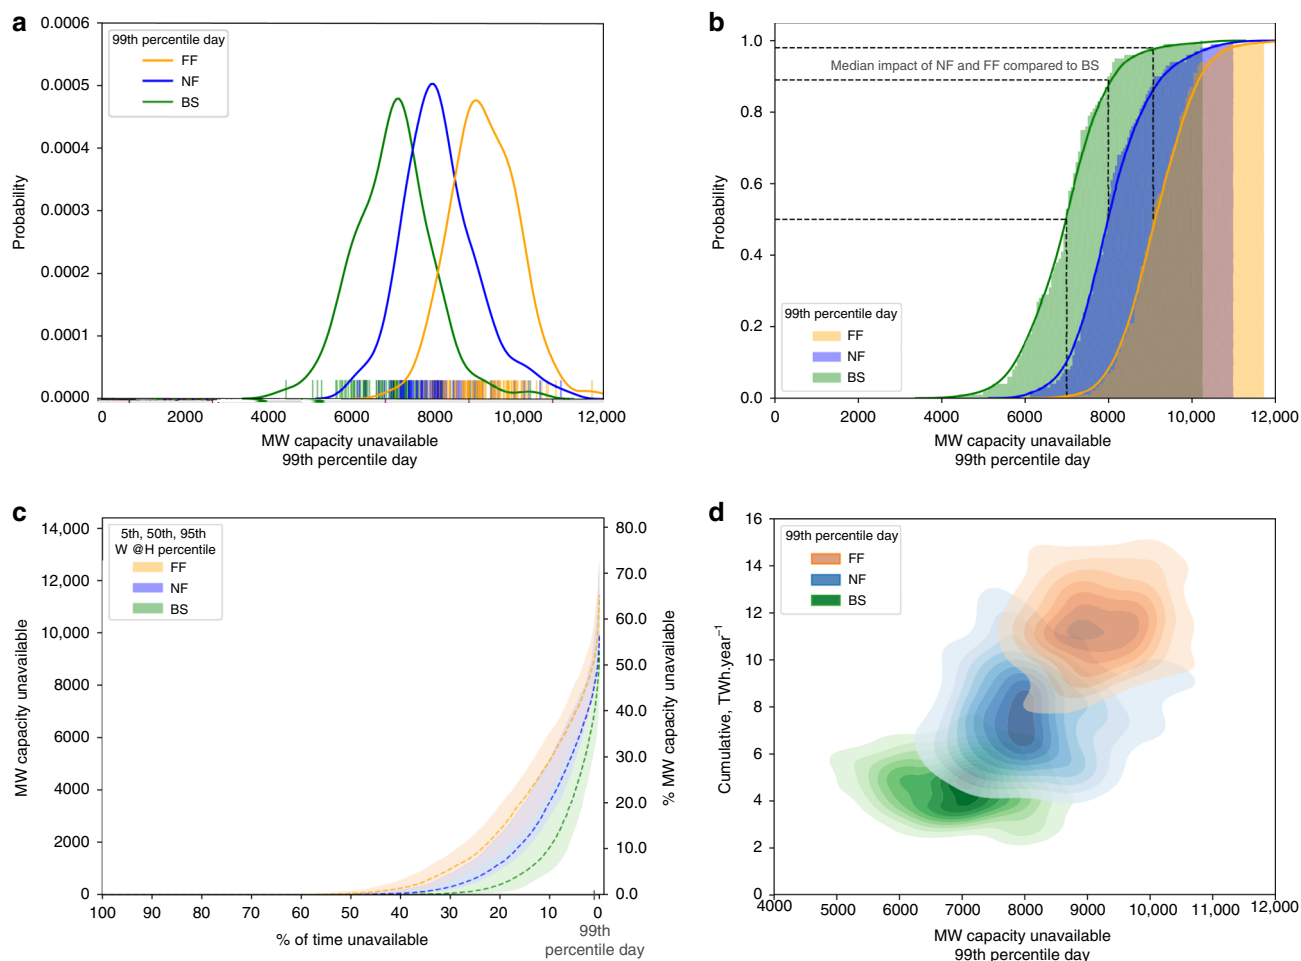 a
0.0006
0.0005
0.0004
0.0003
0.0002
0.0001
0.0000
Probability
99th percentile day
FF
NF
BS
0 2000 4000 6000 8000 10,000 12,000
MW capacity unavailable
99th percentile day
b
1.0
0.8
0.6
0.4
0.2
0.0
Probability
Median impact of NF and FF compared to BS
99th percentile day
FF
NF
BS
0 2000 4000 6000 8000 10,000 12,000
MW capacity unavailable
99th percentile day
c
14,000
12,000
10,000
8000
6000
4000
2000
0
MW capacity unavailable
5th, 50th, 95th
W @H percentile
FF
NF
BS
80.0
70.0
60.0
50.0
40.0
30.0
20.0
10.0
0.0
% MW capacity unavailable
100 90 80 70 60 50 40 30 20 10 0
% of time unavailable
99th
percentile day
d
16
14
12
10
8
6
4
2
0
Cumulative, TWh.year⁻¹
99th percentile day
FF
NF
BS
4000 5000 6000 7000 8000 9000 10,000 11,000 12,000
MW capacity unavailable
99th percentile day